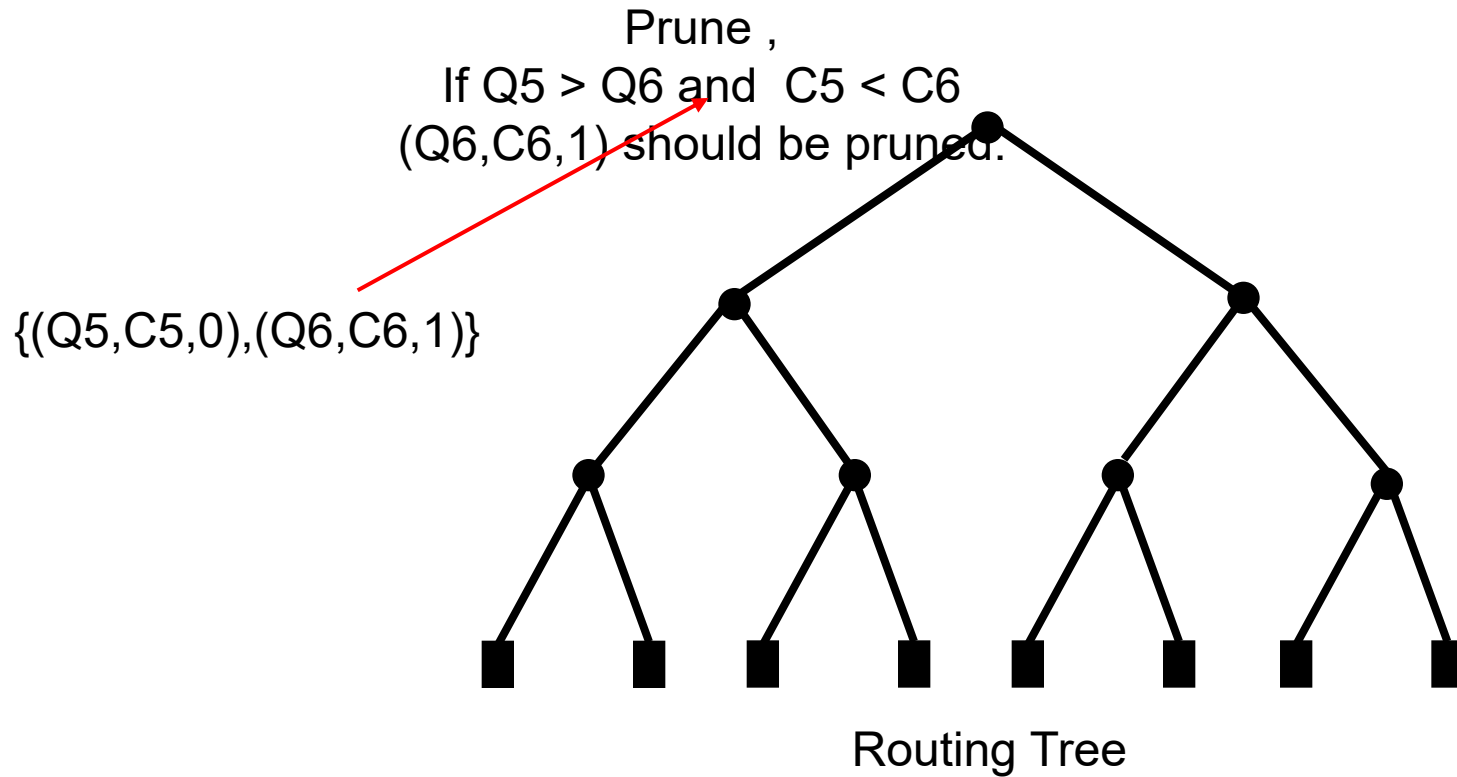 Prune ,
If Q5 > Q6 and  C5 < C6
(Q6,C6,1) should be pruned.
{(Q5,C5,0),(Q6,C6,1)}
Routing Tree